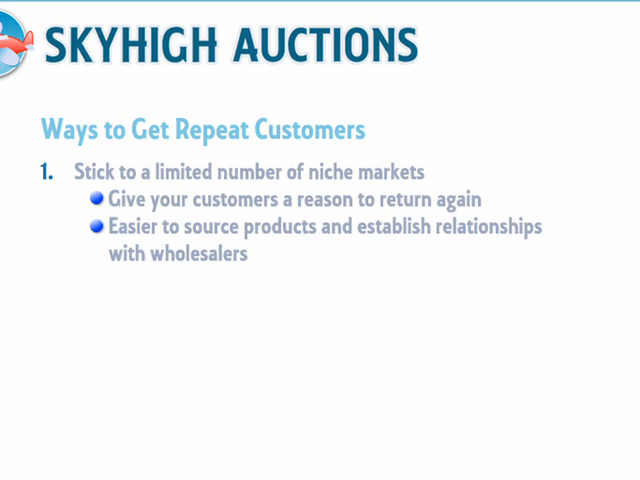 SKYHIGH AUCTIONS
Ways to Get Repeat Customers
1. Stick to a limited number of niche markets
Give your customers a reason to return again
Easier to source products and establish relationships
with wholesalers